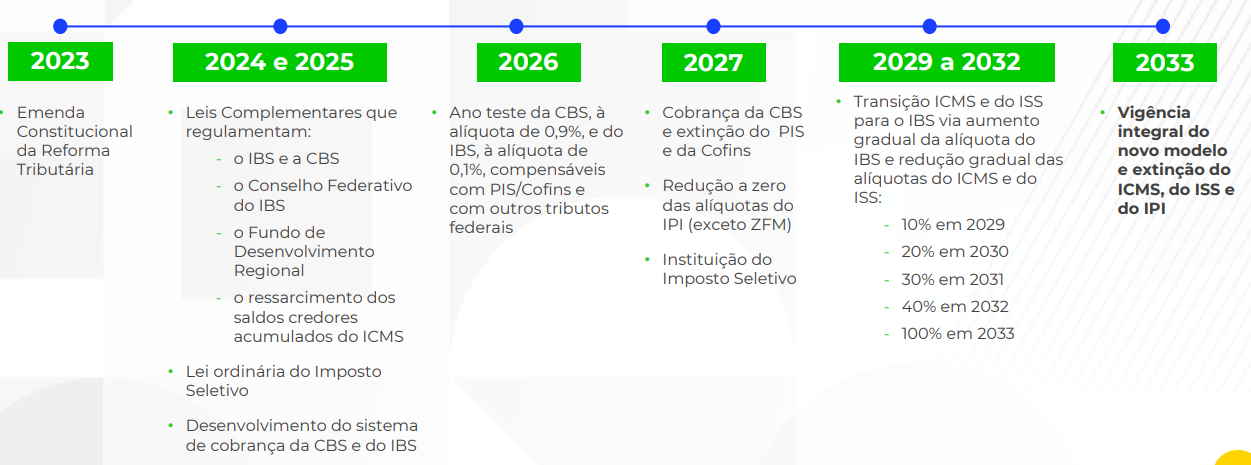 2023
• Emenda
Constitucional
da Reforma
Tributária
2024 e 2025
• Leis Complementares que
regulamentam:
- o IBS e a CBS
- o Conselho Federativo
do IBS
- o Fundo de
Desenvolvimento
Regional
- o ressarcimento dos
saldos credores
acumulados do ICMS
• Lei ordinária do Imposto
Seletivo
• Desenvolvimento do sistema
de cobrança da CBS e do IBS
2026
• Ano teste da CBS, à
alíquota de 0,9%, e do
IBS, à alíquota de
0,1%, compensáveis
com PIS/Cofins e
com outros tributos
federais
2027
• Cobrança da CBS
e extinção do PIS
e da Cofins
• Redução a zero
das alíquotas do
IPI (exceto ZFM)
• Instituição do
Imposto Seletivo
2029 a 2032
• Transição ICMS e do ISS
para o IBS via aumento
gradual da alíquota do
IBS e redução gradual das
alíquotas do ICMS e do
ISS:
- 10% em 2029
- 20% em 2030
- 30% em 2031
- 40% em 2032
- 100% em 2033
2033
• Vigência
integral do
novo modelo
e extinção do
ICMS, do ISS e
do IPI